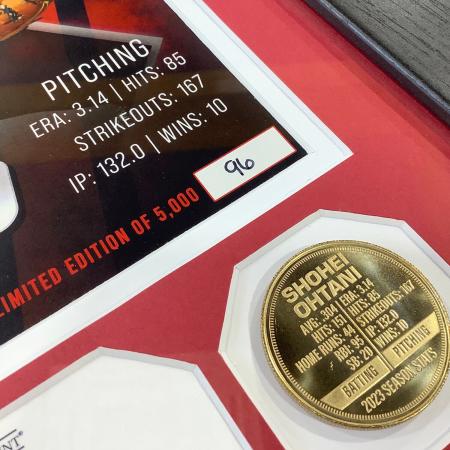 PITCHING
ERA: 3.14 | HITS: 85
STRIKEOUTS: 167
IP: 132.0 | WINS: 10
LIMITED EDITION OF 5,000
96
SHOHEI
OHTANI
AVG: .304 | ERA: 3.14
HITS: 151 | HITS: 85
HOME RUNS: 44 | STRIKEOUTS: 167
RBI: 95 | IP: 132.0
SB: 20 | WINS: 10
BATTING PITCHING
2023 SEASON STATS